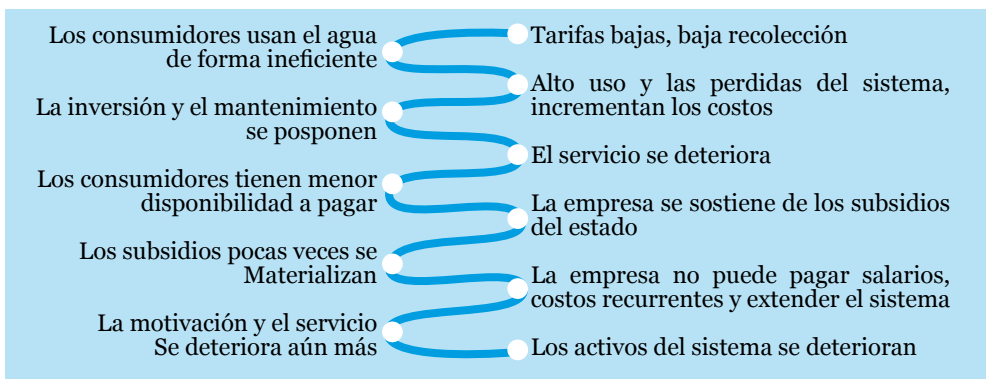 Tarifas bajas, baja recolección
Los consumidores usan el agua
de forma ineficiente
Alto uso y las perdidas del sistema,
incrementan los costos
La inversión y el mantenimiento
se posponen
El servicio se deteriora
Los consumidores tienen menor
disponibilidad a pagar
La empresa se sostiene de los subsidios
del estado
Los subsidios pocas veces se
Materializan
La empresa no puede pagar salarios,
costos recurrentes y extender el sistema
La motivación y el servicio
Se deteriora aún más
Los activos del sistema se deterioran